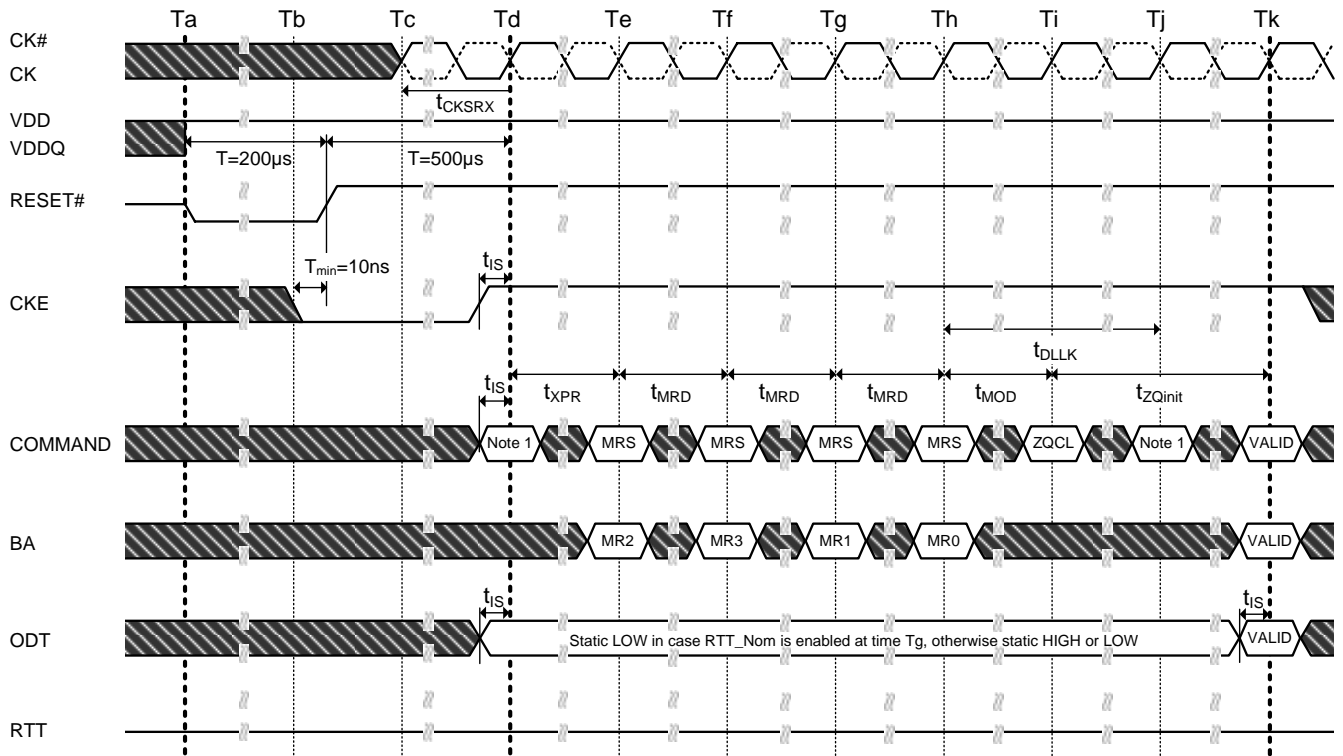 Ta Tb Tc Td Te Tf Tg Th Ti Tj Tk
CK#
CK
tCKSRX
VDD
VDDQ
T=200µs T=500µs
RESET#
Tmin=10ns tIS
CKE
tDLLK
tIS tXPR tMRD tMRD tMRD tMOD tZQinit
COMMAND Note 1 MRS MRS MRS MRS ZQCL Note 1 VALID
BA MR2 MR3 MR1 MR0 VALID
tIS tIS
ODT Static LOW in case RTT_Nom is enabled at time Tg, otherwise static HIGH or LOW VALID
RTT